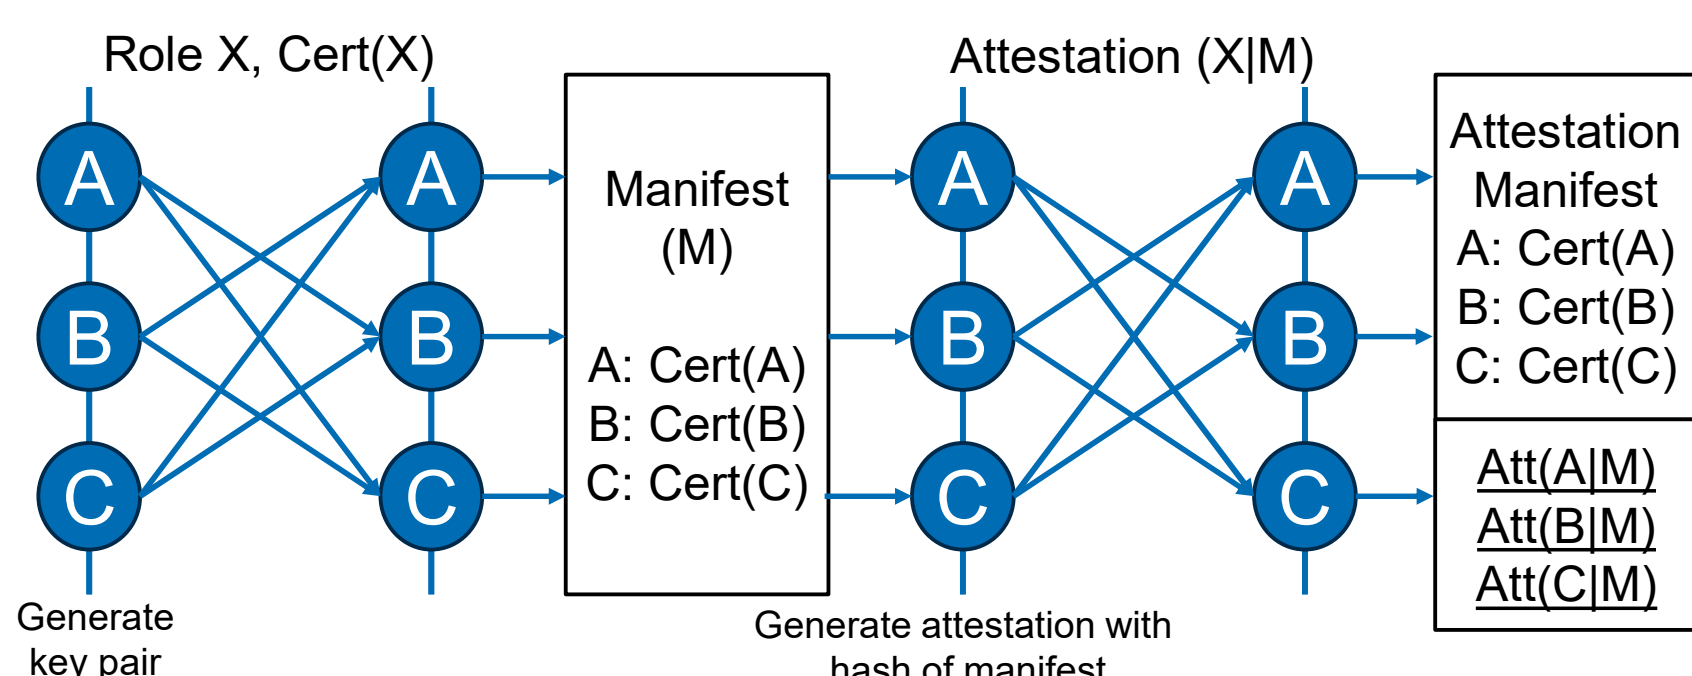 Role X, Cert(X)
A
B
C
Generate
key pair
A
B
C
Manifest
(M)
A: Cert(A)
B: Cert(B)
C: Cert(C)
Attestation (X|M)
A
B
C
Generate attestation with
hash of manifest
A
B
C
Attestation
Manifest
A: Cert(A)
B: Cert(B)
C: Cert(C)
Att(A|M)
Att(B|M)
Att(C|M)